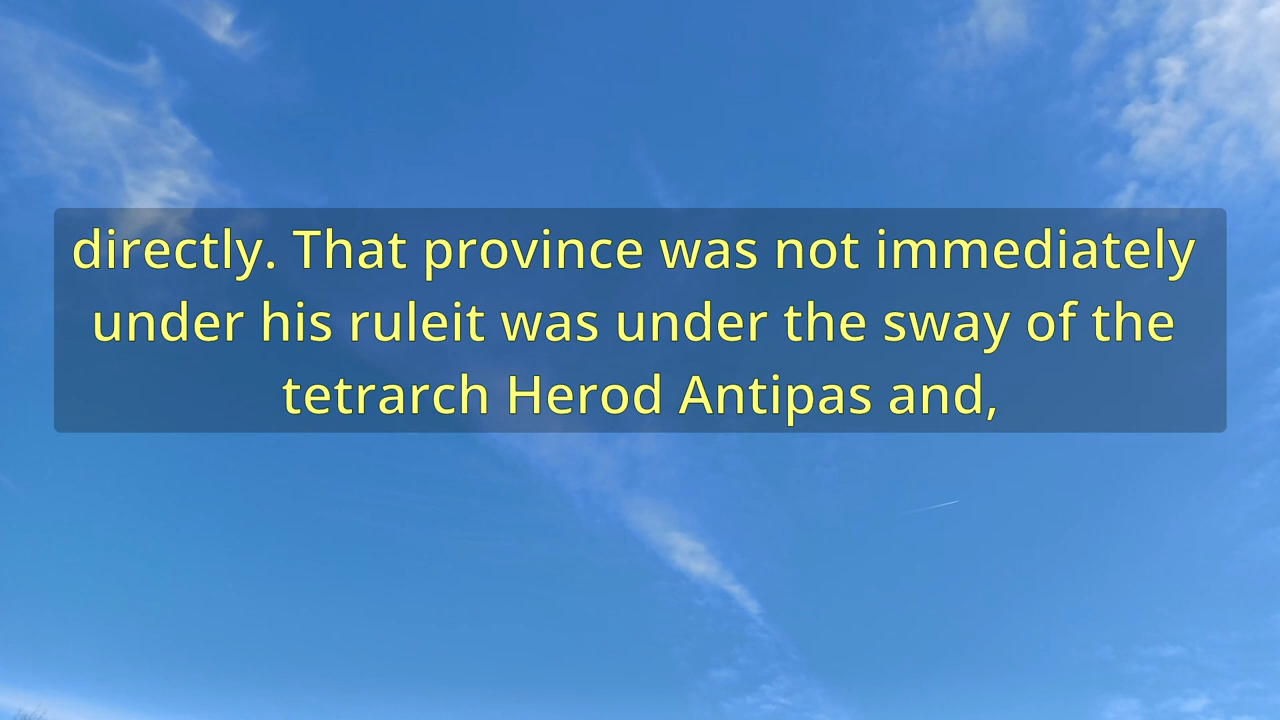 directly. That province was not immediately
under his ruleit was under the sway of the
tetrarch Herod Antipas and,